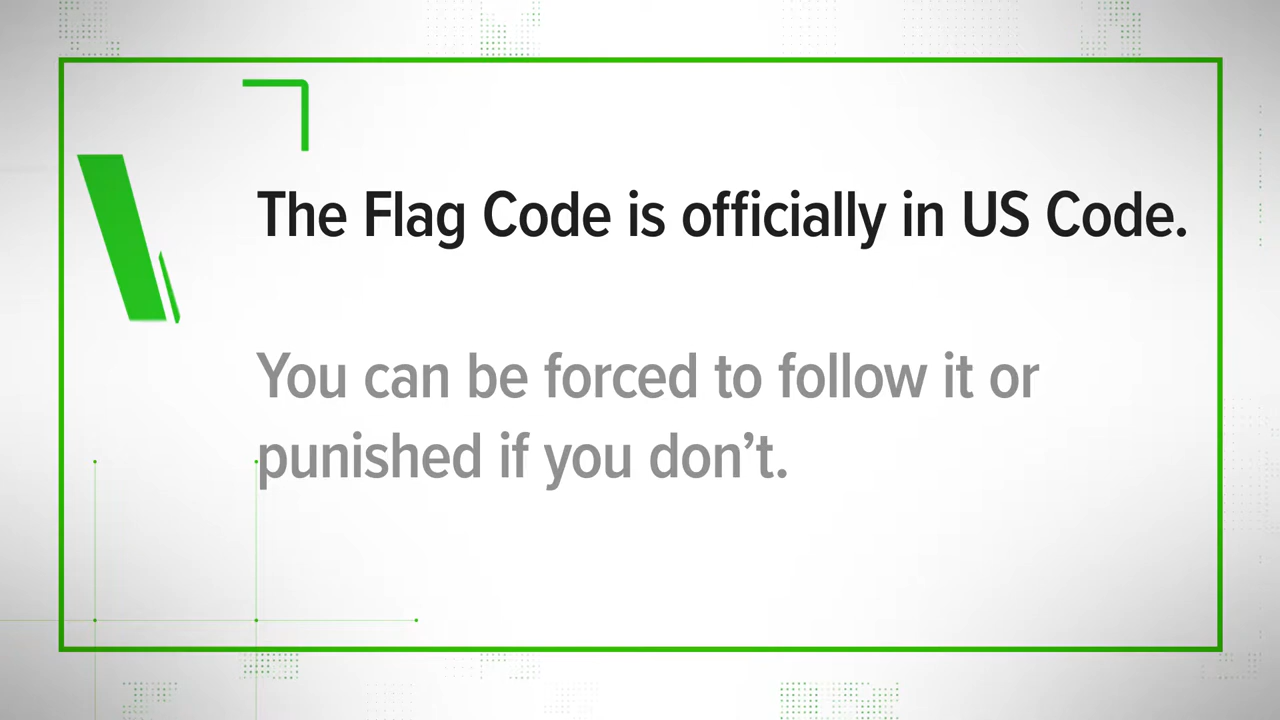 The Flag Code is officially in US Code.
You can be forced to follow it or
punished if you don’t.